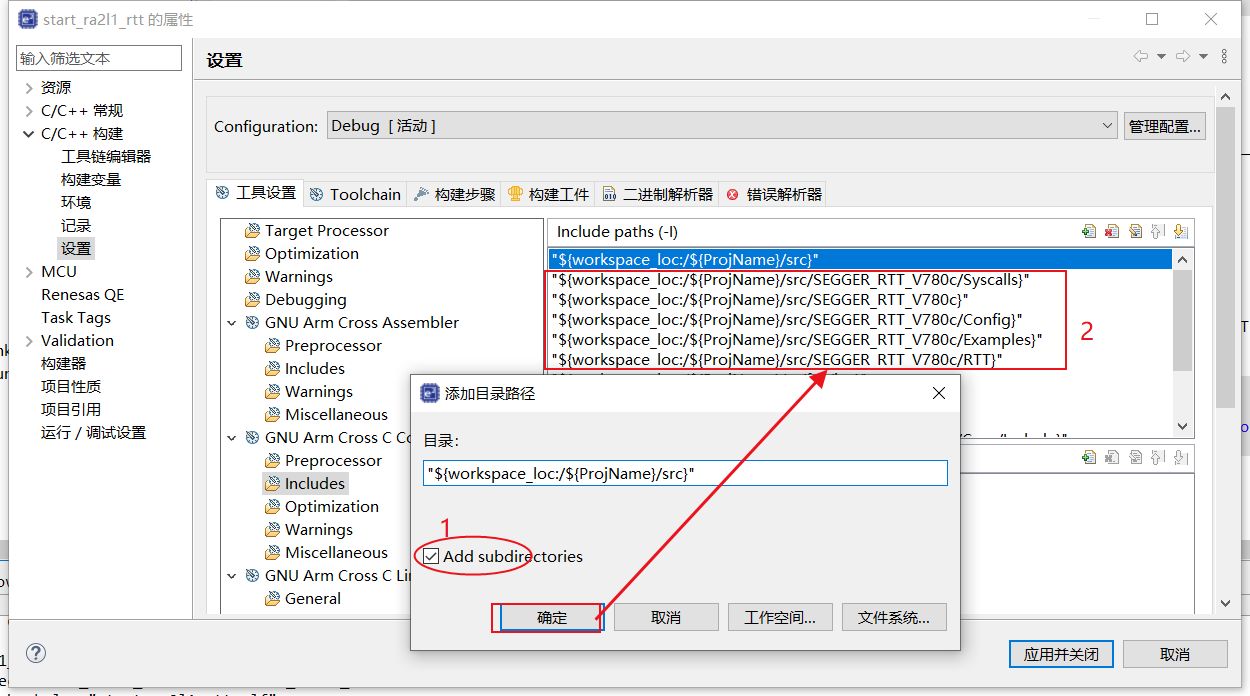 start_ra2l1_rtt 的属性
输入筛选文本
资源
C/C++ 常规
C/C++ 构建
工具链编辑器
构建变量
环境
记录
设置
MCU
Renesas QE
Task Tags
Validation
构建器
项目性质
项目引用
运行 / 调试设置
设置
Configuration:
Debug [ 活动 ]
管理配置...
工具设置
Toolchain
构建步骤
构建工件
二进制解析器
错误解析器
Target Processor
Optimization
Warnings
Debugging
GNU Arm Cross Assembler
Preprocessor
Includes
Warnings
Miscellaneous
GNU Arm Cross C Co
Preprocessor
Includes
Optimization
Warnings
Miscellaneous
GNU Arm Cross C Li
General
Include paths (-I)
"${workspace_loc:/${ProjName}/src}"
"${workspace_loc:/${ProjName}/src/SEGGER_RTT_V780c/Syscalls}"
"${workspace_loc:/${ProjName}/src/SEGGER_RTT_V780c}"
"${workspace_loc:/${ProjName}/src/SEGGER_RTT_V780c/Config}"
"${workspace_loc:/${ProjName}/src/SEGGER_RTT_V780c/Examples}"
"${workspace_loc:/${ProjName}/src/SEGGER_RTT_V780c/RTT}"
2
添加目录路径
目录:
"${workspace_loc:/${ProjName}/src}"
1
Add subdirectories
确定
取消
工作空间...
文件系统...
应用并关闭
取消